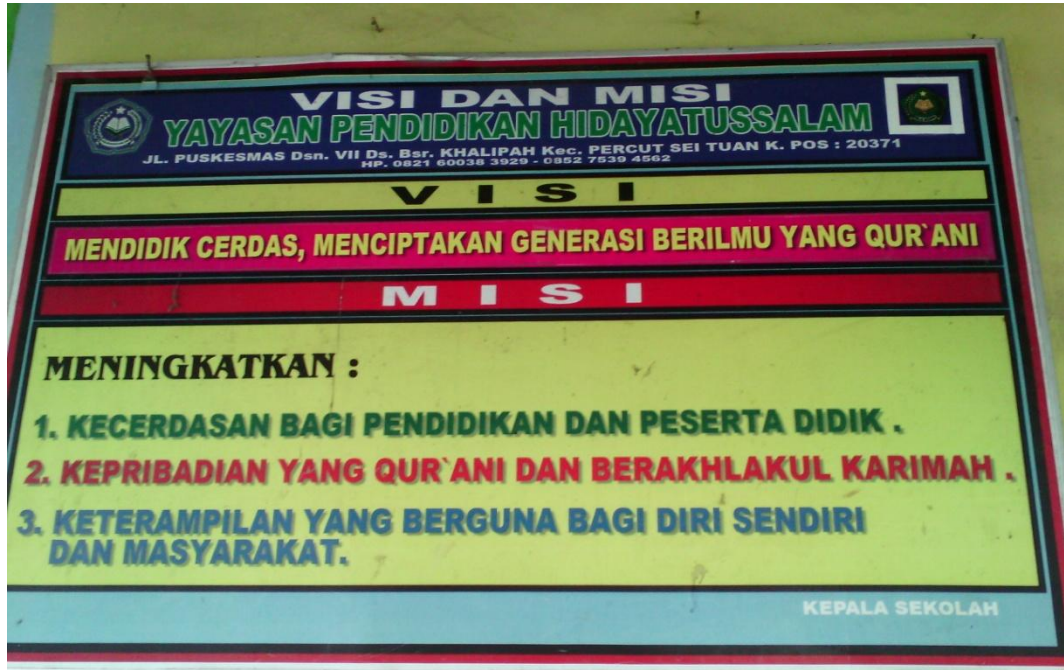 VISI DAN MISI
YAYASAN PENDIDIKAN HIDAYATUSSALAM
JL. PUSKESMAS Dsn. VII Ds. Bsr. KHALIPAH Kec. PERCUT SEI TUAN K. POS : 20371
HP. 0821 60038 3929 - 0852 7539 4562
V I S I
MENDIDIK CERDAS, MENCIPTAKAN GENERASI BERILMU YANG QUR`ANI
M I S I
MENINGKATKAN :
1. KECERDASAN BAGI PENDIDIKAN DAN PESERTA DIDIK .
2. KEPRIBADIAN YANG QUR`ANI DAN BERAKHLAKUL KARIMAH .
3. KETERAMPILAN YANG BERGUNA BAGI DIRI SENDIRI
DAN MASYARAKAT.
KEPALA SEKOLAH